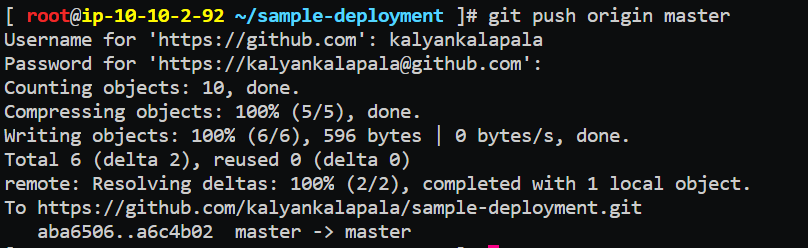 [ root@ip-10-10-2-92 ~/sample-deployment ]# git push origin master
Username for 'https://github.com': kalyankalapala
Password for 'https://kalyankalapala@github.com':
Counting objects: 10, done.
Compressing objects: 100% (5/5), done.
Writing objects: 100% (6/6), 596 bytes | 0 bytes/s, done.
Total 6 (delta 2), reused 0 (delta 0)
remote: Resolving deltas: 100% (2/2), completed with 1 local object.
To https://github.com/kalyankalapala/sample-deployment.git
   aba6506..a6c4b02  master -> master